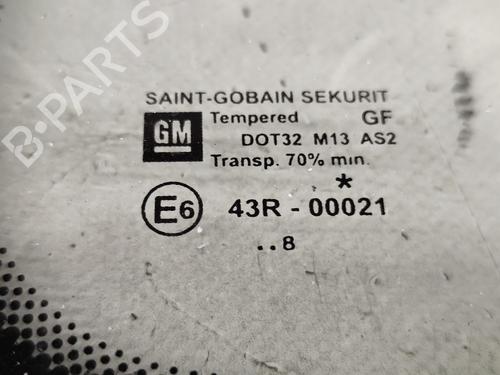 B-PARTS
SAINT-GOBAIN SEKURIT
GM Tempered GF
DOT32 M13 AS2
Transp. 70% min.
*
E6 43R - 00021
..8